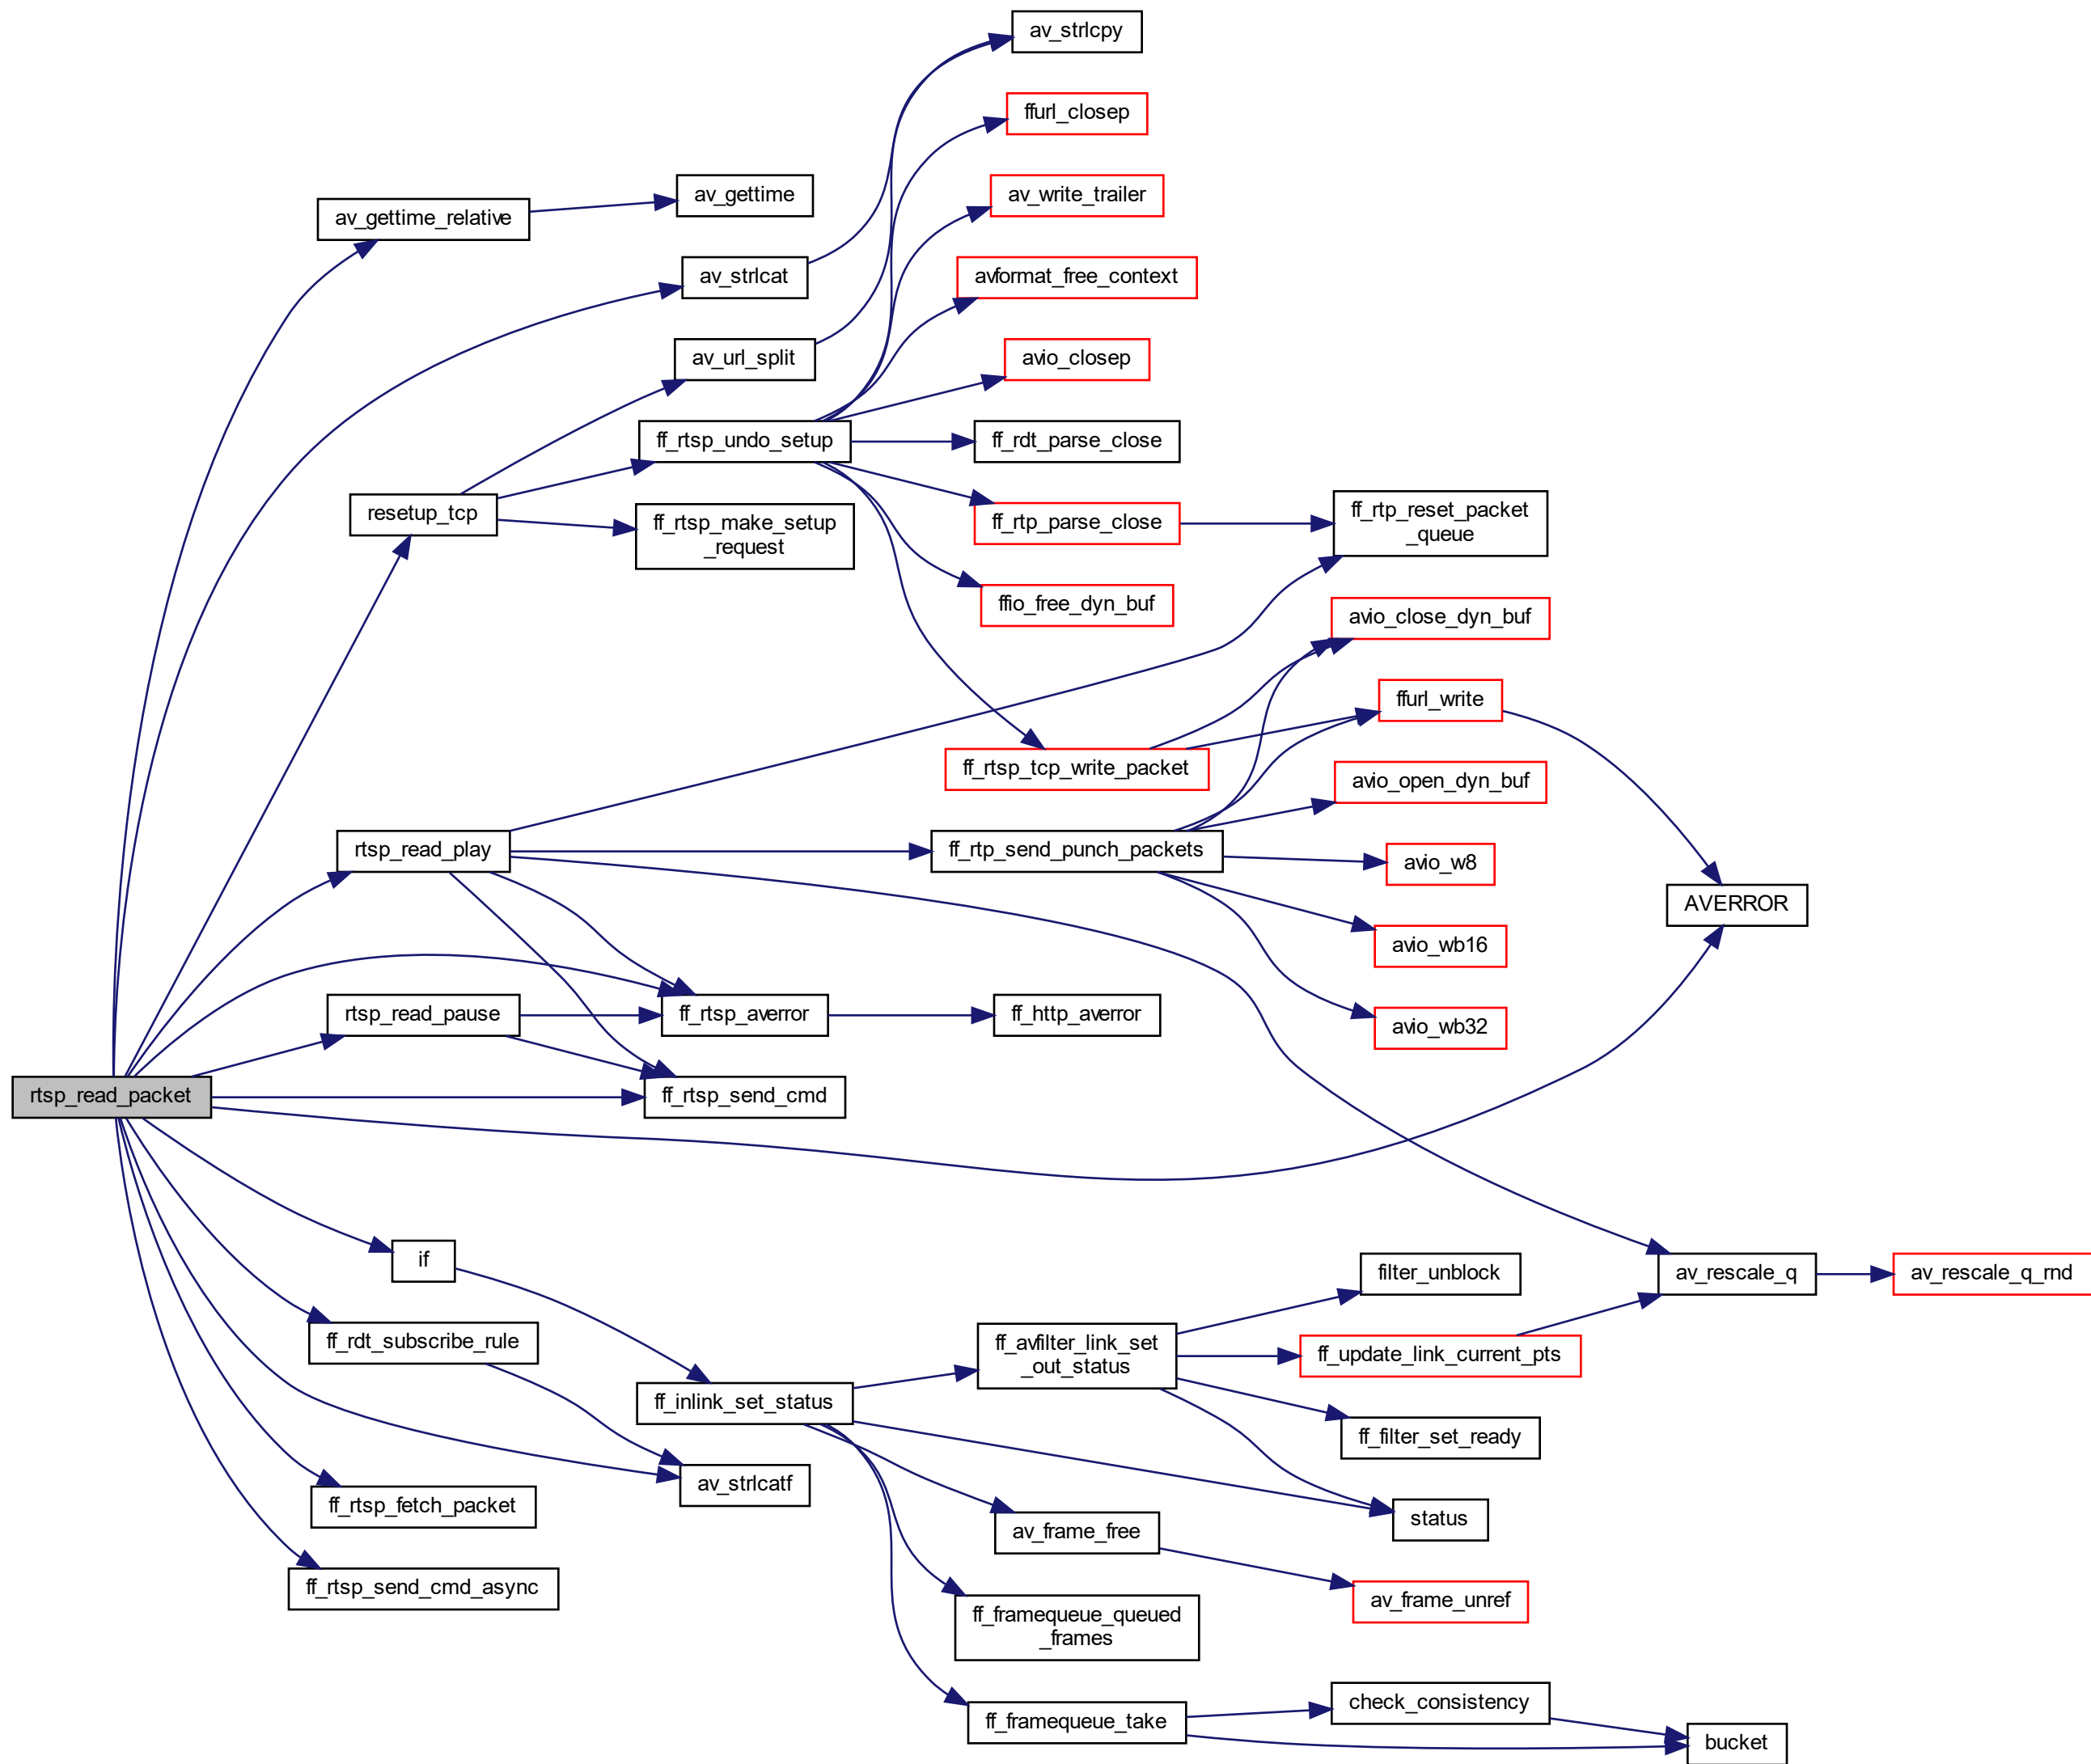 av_strlcpy
ffurl_closep
av_gettime
av_write_trailer
av_gettime_relative
av_strlcat
avformat_free_context
av_url_split
avio_closep
ff_rtsp_undo_setup
ff_rdt_parse_close
resetup_tcp
ff_rtsp_make_setup
_request
ff_rtp_parse_close
ff_rtp_reset_packet
_queue
ffio_free_dyn_buf
avio_close_dyn_buf
ffurl_write
ff_rtsp_tcp_write_packet
avio_open_dyn_buf
rtsp_read_play
ff_rtp_send_punch_packets
avio_w8
AVERROR
avio_wb16
rtsp_read_pause
ff_rtsp_averror
ff_http_averror
avio_wb32
rtsp_read_packet
ff_rtsp_send_cmd
if
filter_unblock
av_rescale_q
av_rescale_q_rnd
ff_rdt_subscribe_rule
ff_avfilter_link_set
_out_status
ff_update_link_current_pts
ff_inlink_set_status
ff_filter_set_ready
av_strlcatf
ff_rtsp_fetch_packet
status
av_frame_free
ff_rtsp_send_cmd_async
av_frame_unref
ff_framequeue_queued
_frames
ff_framequeue_take
check_consistency
bucket